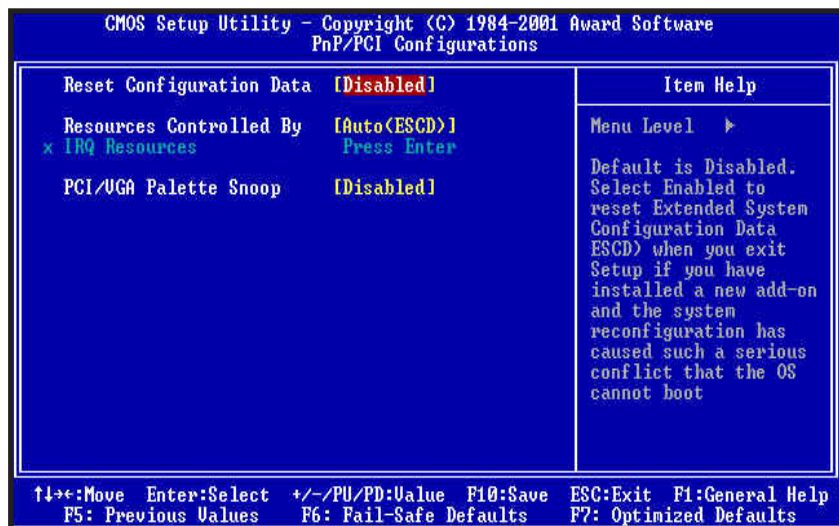 CMOS Setup Utility - Copyright (C) 1984-2001 Award Software
PnP/PCI Configurations
Reset Configuration Data [Disabled]
Resources Controlled By [Auto(ESCD)]
x IRQ Resources Press Enter
PCI/VGA Palette Snoop [Disabled]
Item Help
Menu Level ▶
Default is Disabled.
Select Enabled to
reset Extended System
Configuration Data
ESCD) when you exit
Setup if you have
installed a new add-on
and the system
reconfiguration has
caused such a serious
conflict that the OS
cannot boot
↑↓→←:Move Enter:Select +/-/PU/PD:Value F10:Save ESC:Exit F1:General Help
F5: Previous Values F6: Fail-Safe Defaults F7: Optimized Defaults